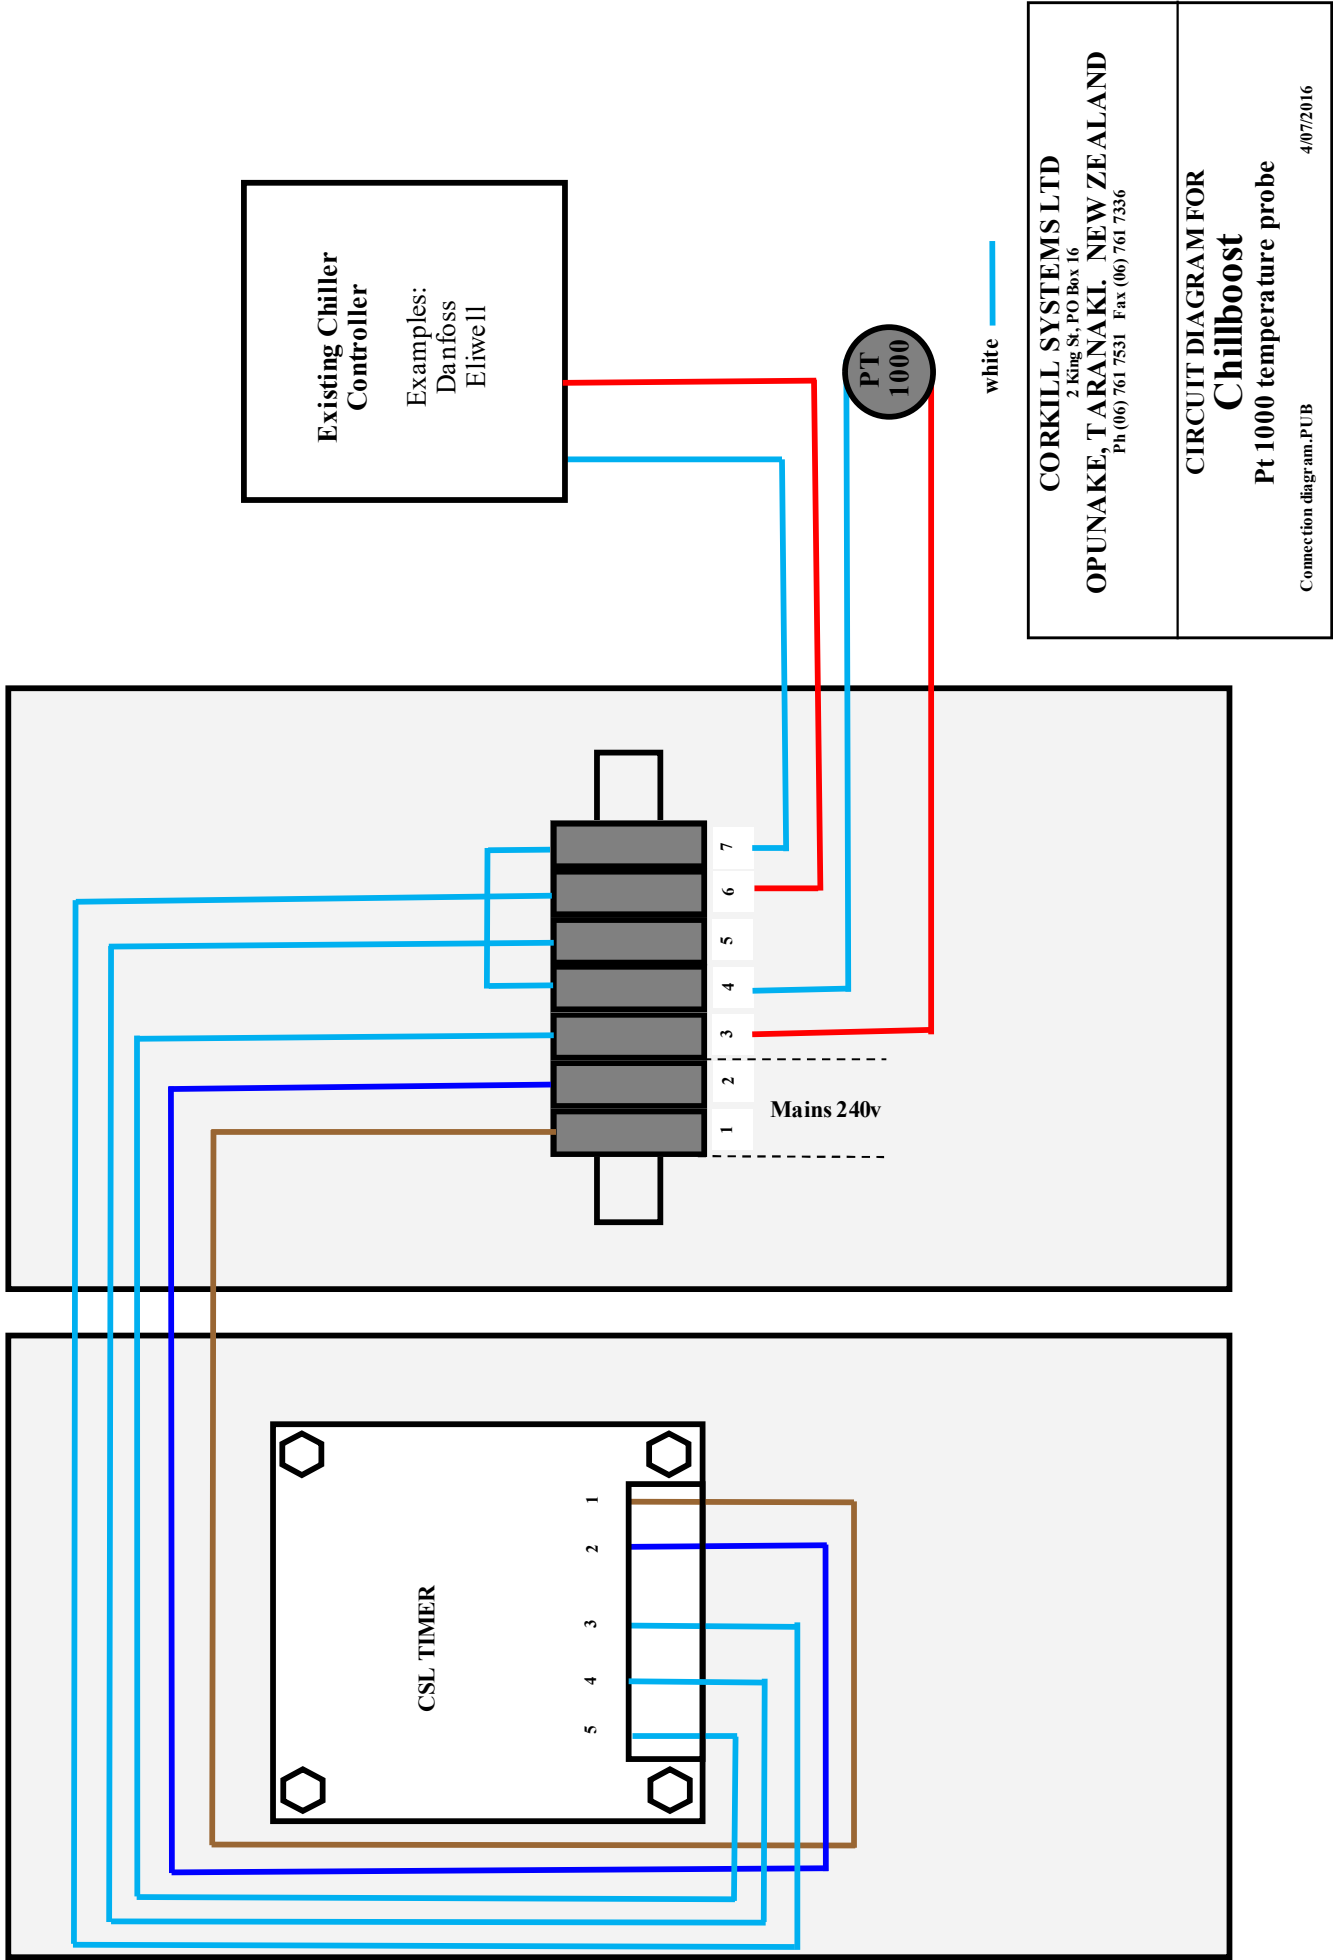 Existing Chiller
Controller
Examples:
Danfoss
Eliwell
PT
1000
white
7
6
5
4
3
2
1
Mains 240v
CSL TIMER
1
2
3
4
5
CORKILL SYSTEMS LTD
2 King St, PO Box 16
OPUNAKE, TARANAKI. NEW ZEALAND
Ph (06) 761 7531 Fax (06) 761 7336
CIRCUIT DIAGRAM FOR
Chillboost
Pt 1000 temperature probe
Connection diagram.PUB 4/07/2016